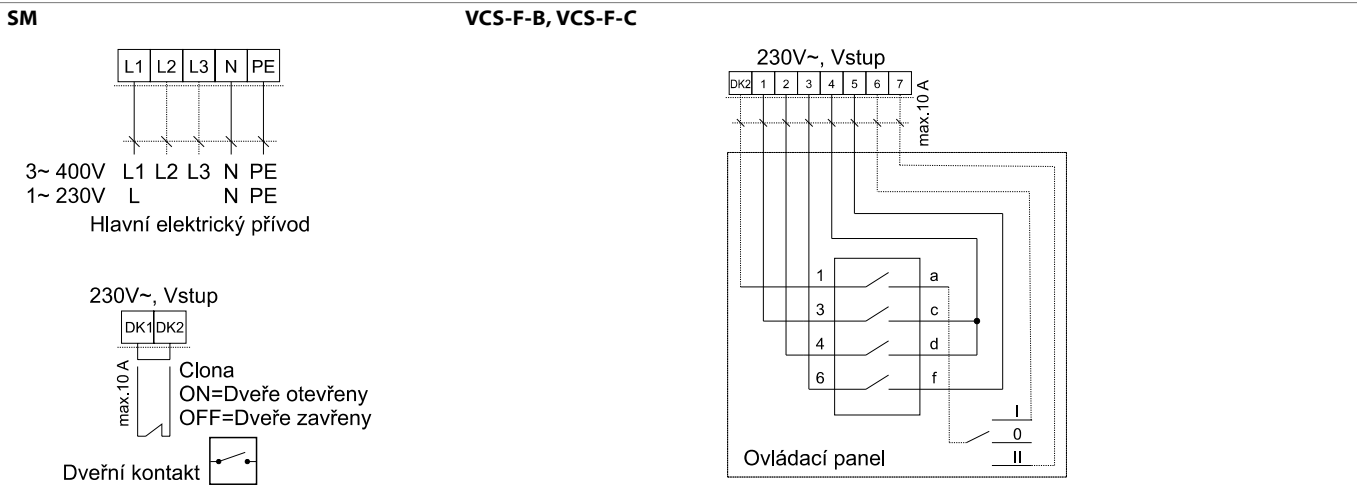 SM
L1 L2 L3 N PE
3~ 400V L1 L2 L3 N PE
1~ 230V L N PE
Hlavní elektrický přívod
230V~, Vstup
DK1 DK2
max.10 A
Clona
ON=Dveře otevřeny
OFF=Dveře zavřeny
Dveřní kontakt
VCS-F-B, VCS-F-C
230V~, Vstup
DK2 1 2 3 4 5 6 7
max.10 A
1 a
3 c
4 d
6 f
I
0
II
Ovládací panel